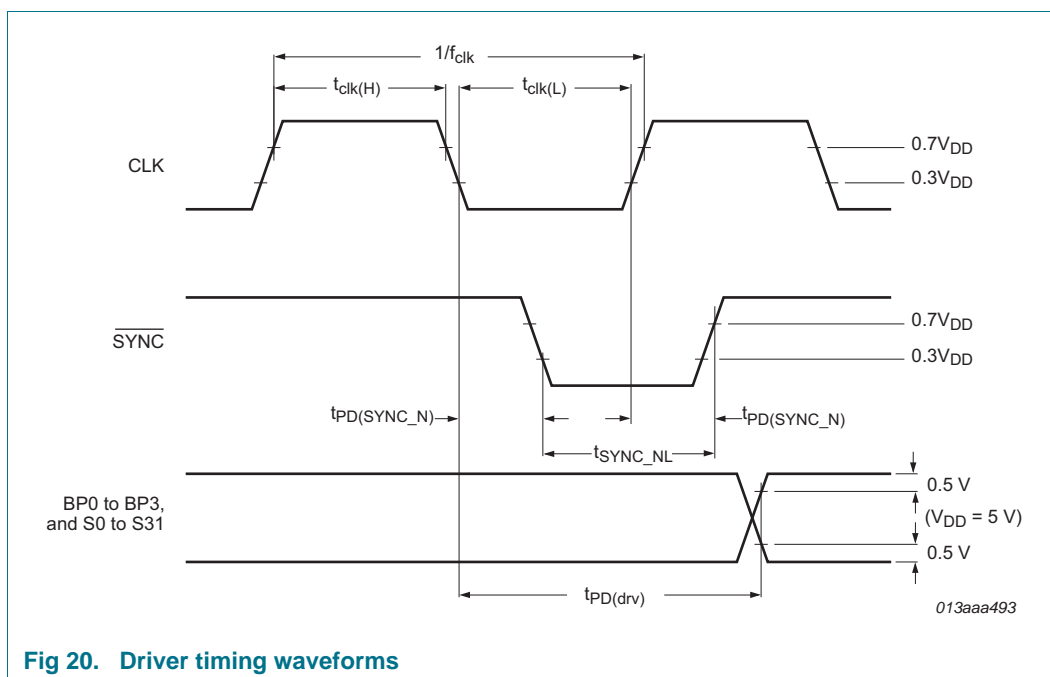 1/fclk
tclk(H)
tclk(L)
CLK
0.7VDD
0.3VDD
SYNC
0.7VDD
0.3VDD
tPD(SYNC_N)
tPD(SYNC_N)
tSYNC_NL
BP0 to BP3,
and S0 to S31
0.5 V
(VDD = 5 V)
0.5 V
tPD(drv)
013aaa493
Fig 20. Driver timing waveforms